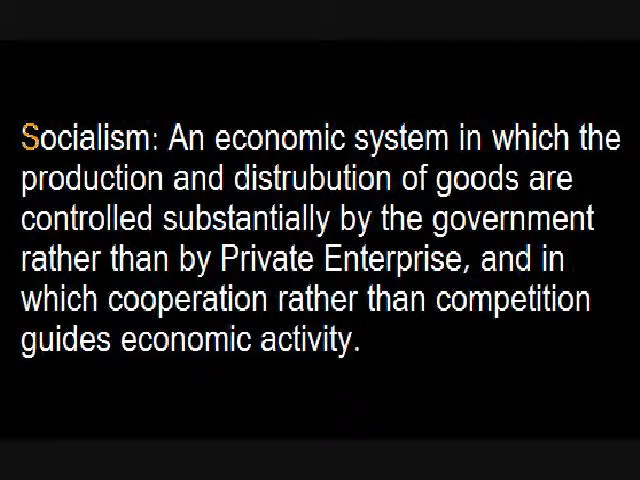 Socialism: An economic system in which the
production and distrubution of goods are
controlled substantially by the government
rather than by Private Enterprise, and in
which cooperation rather than competition
guides economic activity.